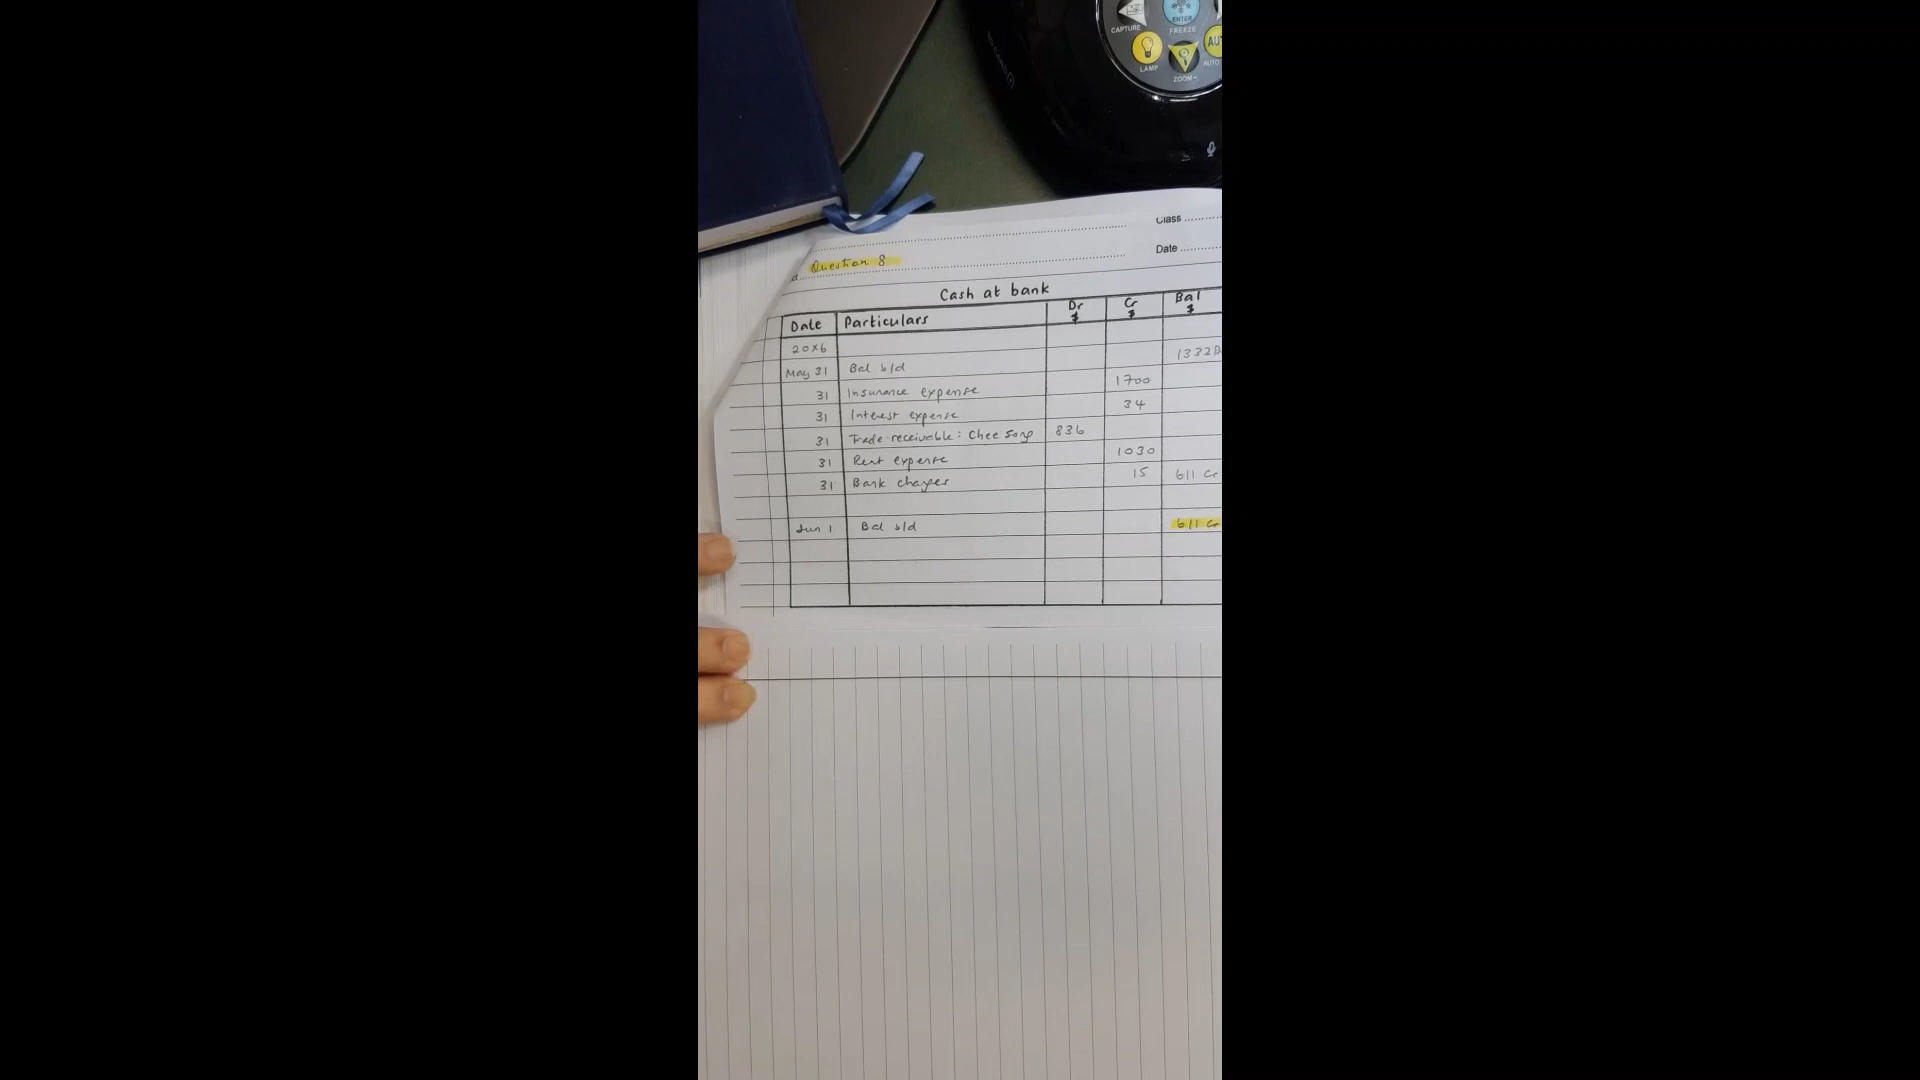 CAPTURE
ENTER
FREEZE
LAMP
ZOOM-
AUTO
Class
Date
Question 8
Cash at bank
Date Particulars Dr $ Cr $ Bal $
20x6
May 31 Bal b/d 1332
31 Insurance expense 1700
31 Interest expense 34
31 Trade receivable: Chee Song 836
31 Rent expense 1030
31 Bank charges 15 611 Cr
Jun 1 Bal b/d 611 Cr